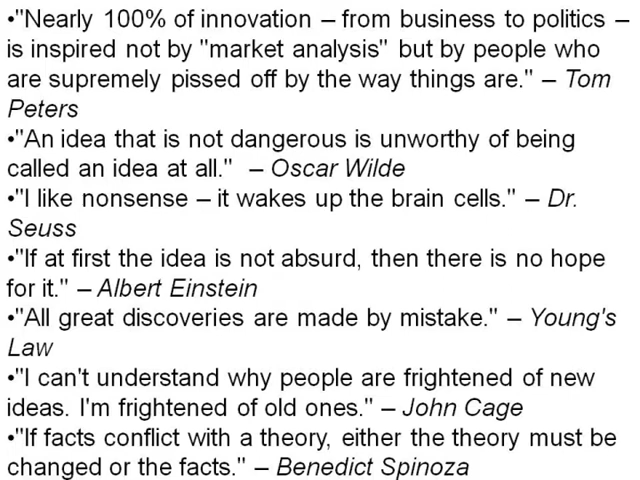 •"Nearly 100% of innovation – from business to politics –
is inspired not by "market analysis" but by people who
are supremely pissed off by the way things are." – Tom
Peters
•"An idea that is not dangerous is unworthy of being
called an idea at all."  – Oscar Wilde
•"I like nonsense – it wakes up the brain cells." – Dr.
Seuss
•"If at first the idea is not absurd, then there is no hope
for it." – Albert Einstein
•"All great discoveries are made by mistake." – Young's
Law
•"I can't understand why people are frightened of new
ideas. I'm frightened of old ones." – John Cage
•"If facts conflict with a theory, either the theory must be
changed or the facts." – Benedict Spinoza